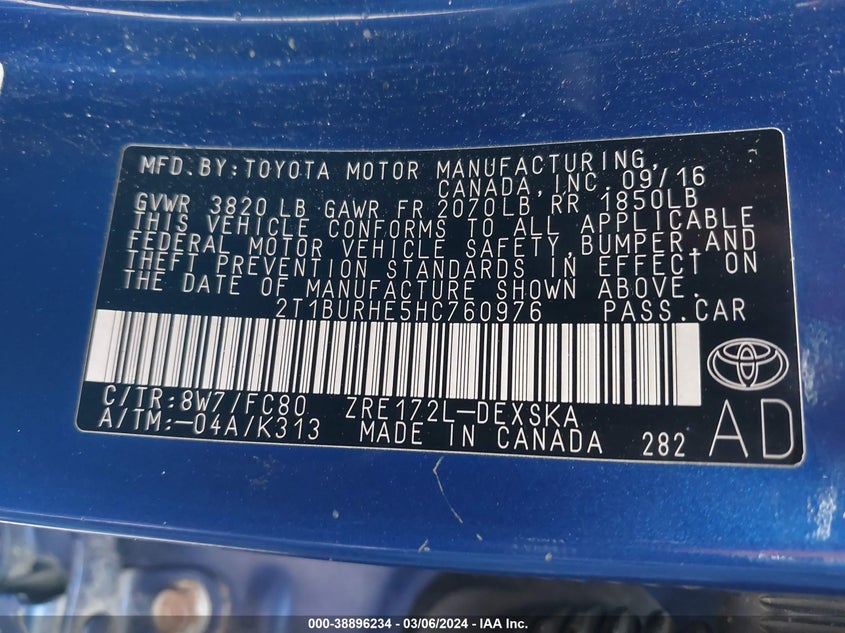 MFD.BY:TOYOTA MOTOR MANUFACTURING,
CANADA, INC. 09/16
GVWR 3820 LB GAWR FR 2070LB RR 1850LB
THIS VEHICLE CONFORMS TO ALL APPLICABLE
FEDERAL MOTOR VEHICLE SAFETY, BUMPER, AND
THEFT PREVENTION STANDARDS IN EFFECT ON
THE DATE OF MANUFACTURE SHOWN ABOVE.
2T1BURHE5HC760976 PASS.CAR
C/TR:8W7/FC80 ZRE172L-DEXSKA
A/TM:-04A/K313 MADE IN CANADA 282 AD
000-38896234 - 03/06/2024 - IAA Inc.